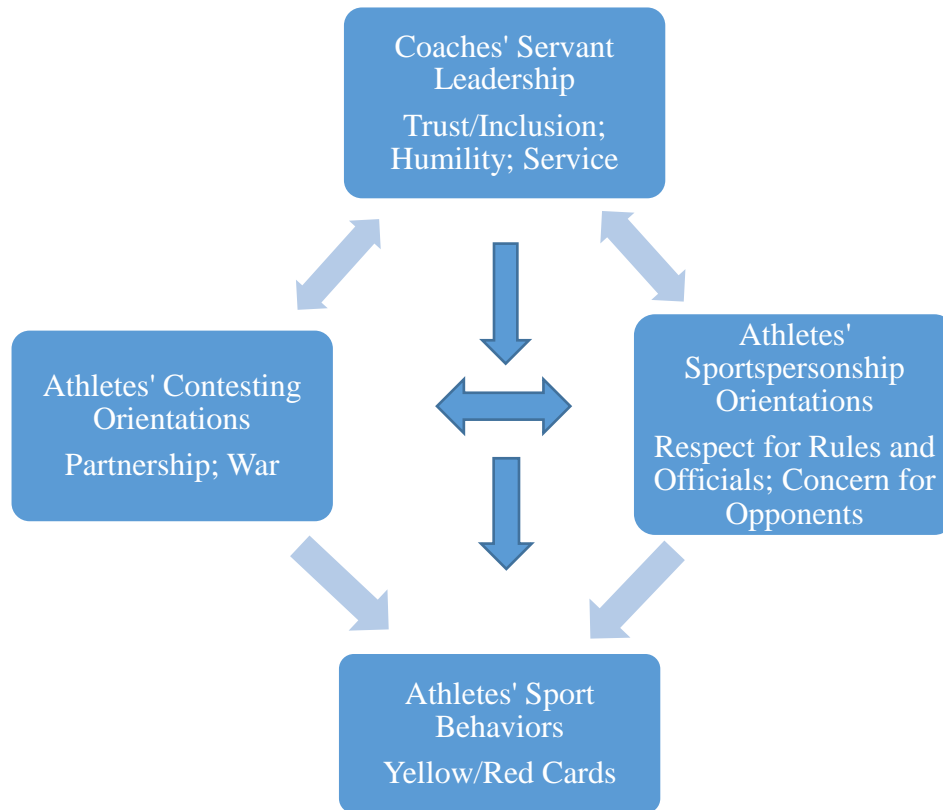 Coaches' Servant
Leadership
Trust/Inclusion;
Humility; Service
Athletes' Contesting
Orientations
Partnership; War
Athletes'
Sportspersonship
Orientations
Respect for Rules and
Officials; Concern for
Opponents
Athletes' Sport
Behaviors
Yellow/Red Cards